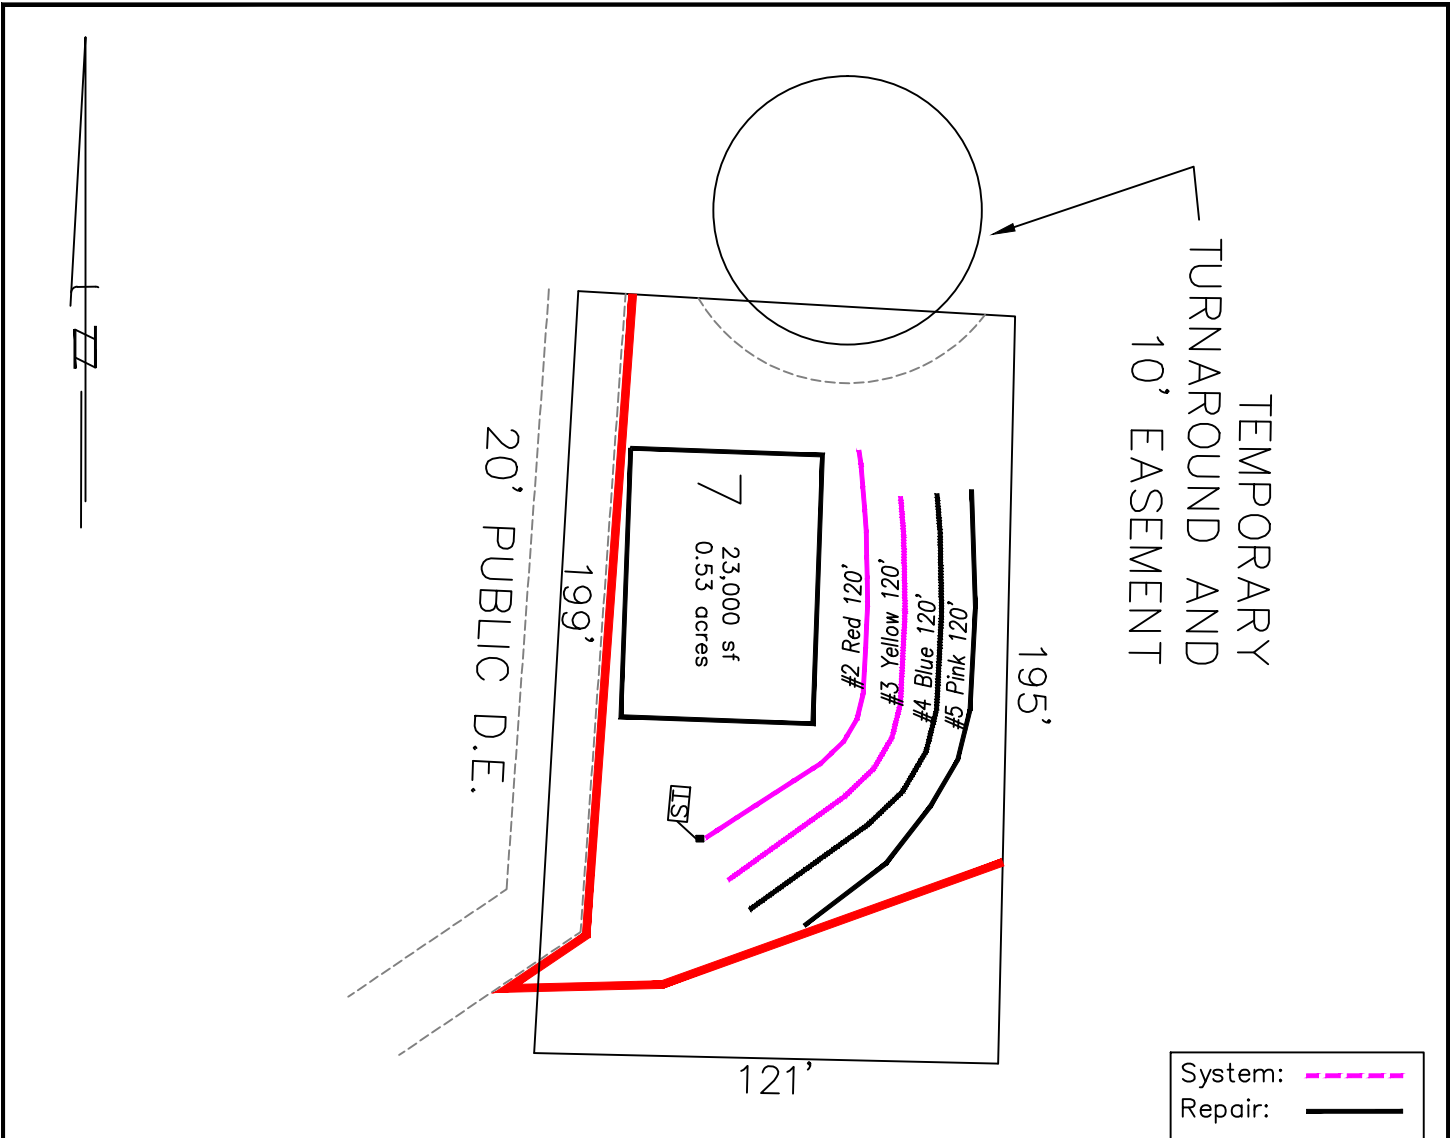 TEMPORARY
TURNAROUND AND
10' EASEMENT
20' PUBLIC D.E.
199'
7
23,000 sf
0.53 acres
#2 Red 120'
#3 Yellow 120'
#4 Blue 120'
#5 Pink 120'
195'
ST
121'
N
System:
Repair: